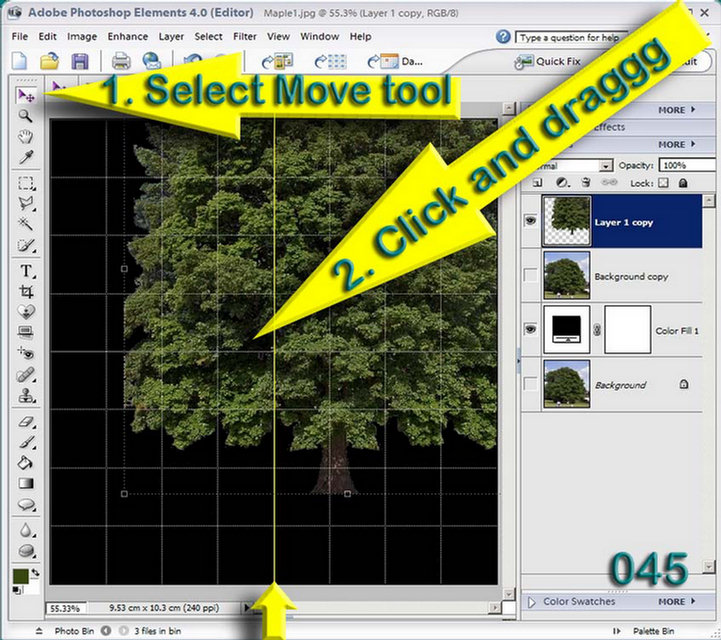 Adobe Photoshop Elements 4.0 (Editor) Maple1.jpg @ 55.3% (Layer 1 copy, RGB/8)
File Edit Image Enhance Layer Select Filter View Window Help Type a question for help
Da... Quick Fix
1. Select Move tool
2. Click and draggg
MORE
MORE
Opacity: 100%
Lock:
Layer 1 copy
Background copy
Color Fill 1
Background
T
045
55.33% 9.53 cm x 10.3 cm (240 ppi)
Color Swatches MORE
Photo Bin 3 files in bin Palette Bin